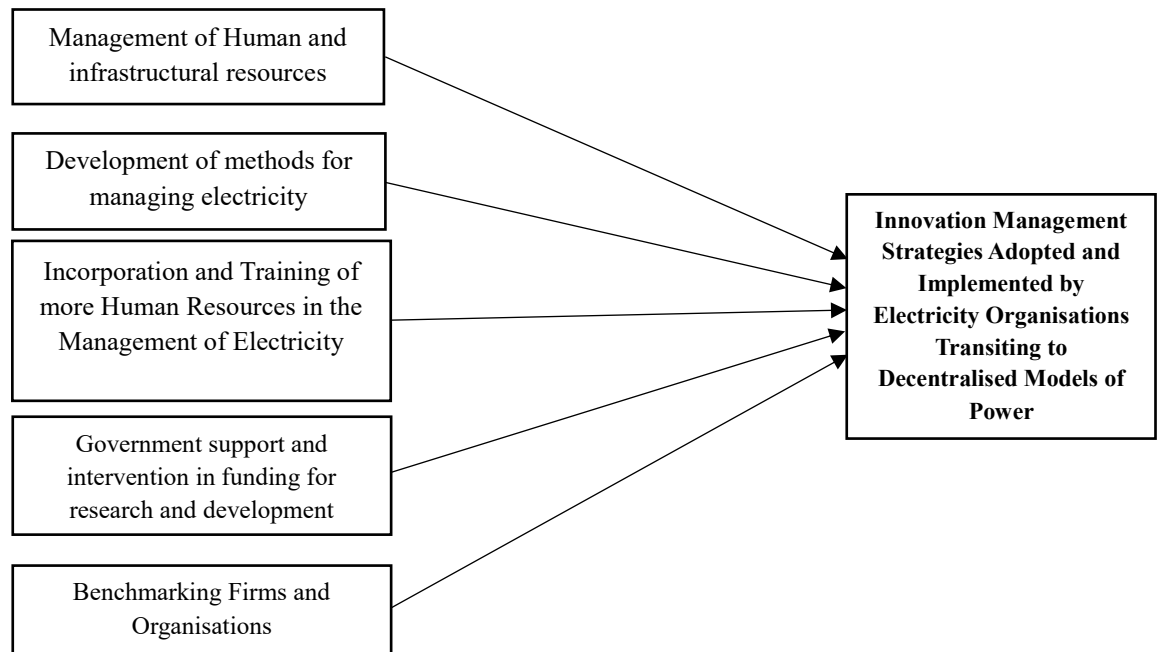 Management of Human and
infrastructural resources
Development of methods for
managing electricity
Incorporation and Training of
more Human Resources in the
Management of Electricity
Government support and
intervention in funding for
research and development
Benchmarking Firms and
Organisations
Innovation Management
Strategies Adopted and
Implemented by
Electricity Organisations
Transiting to
Decentralised Models of
Power